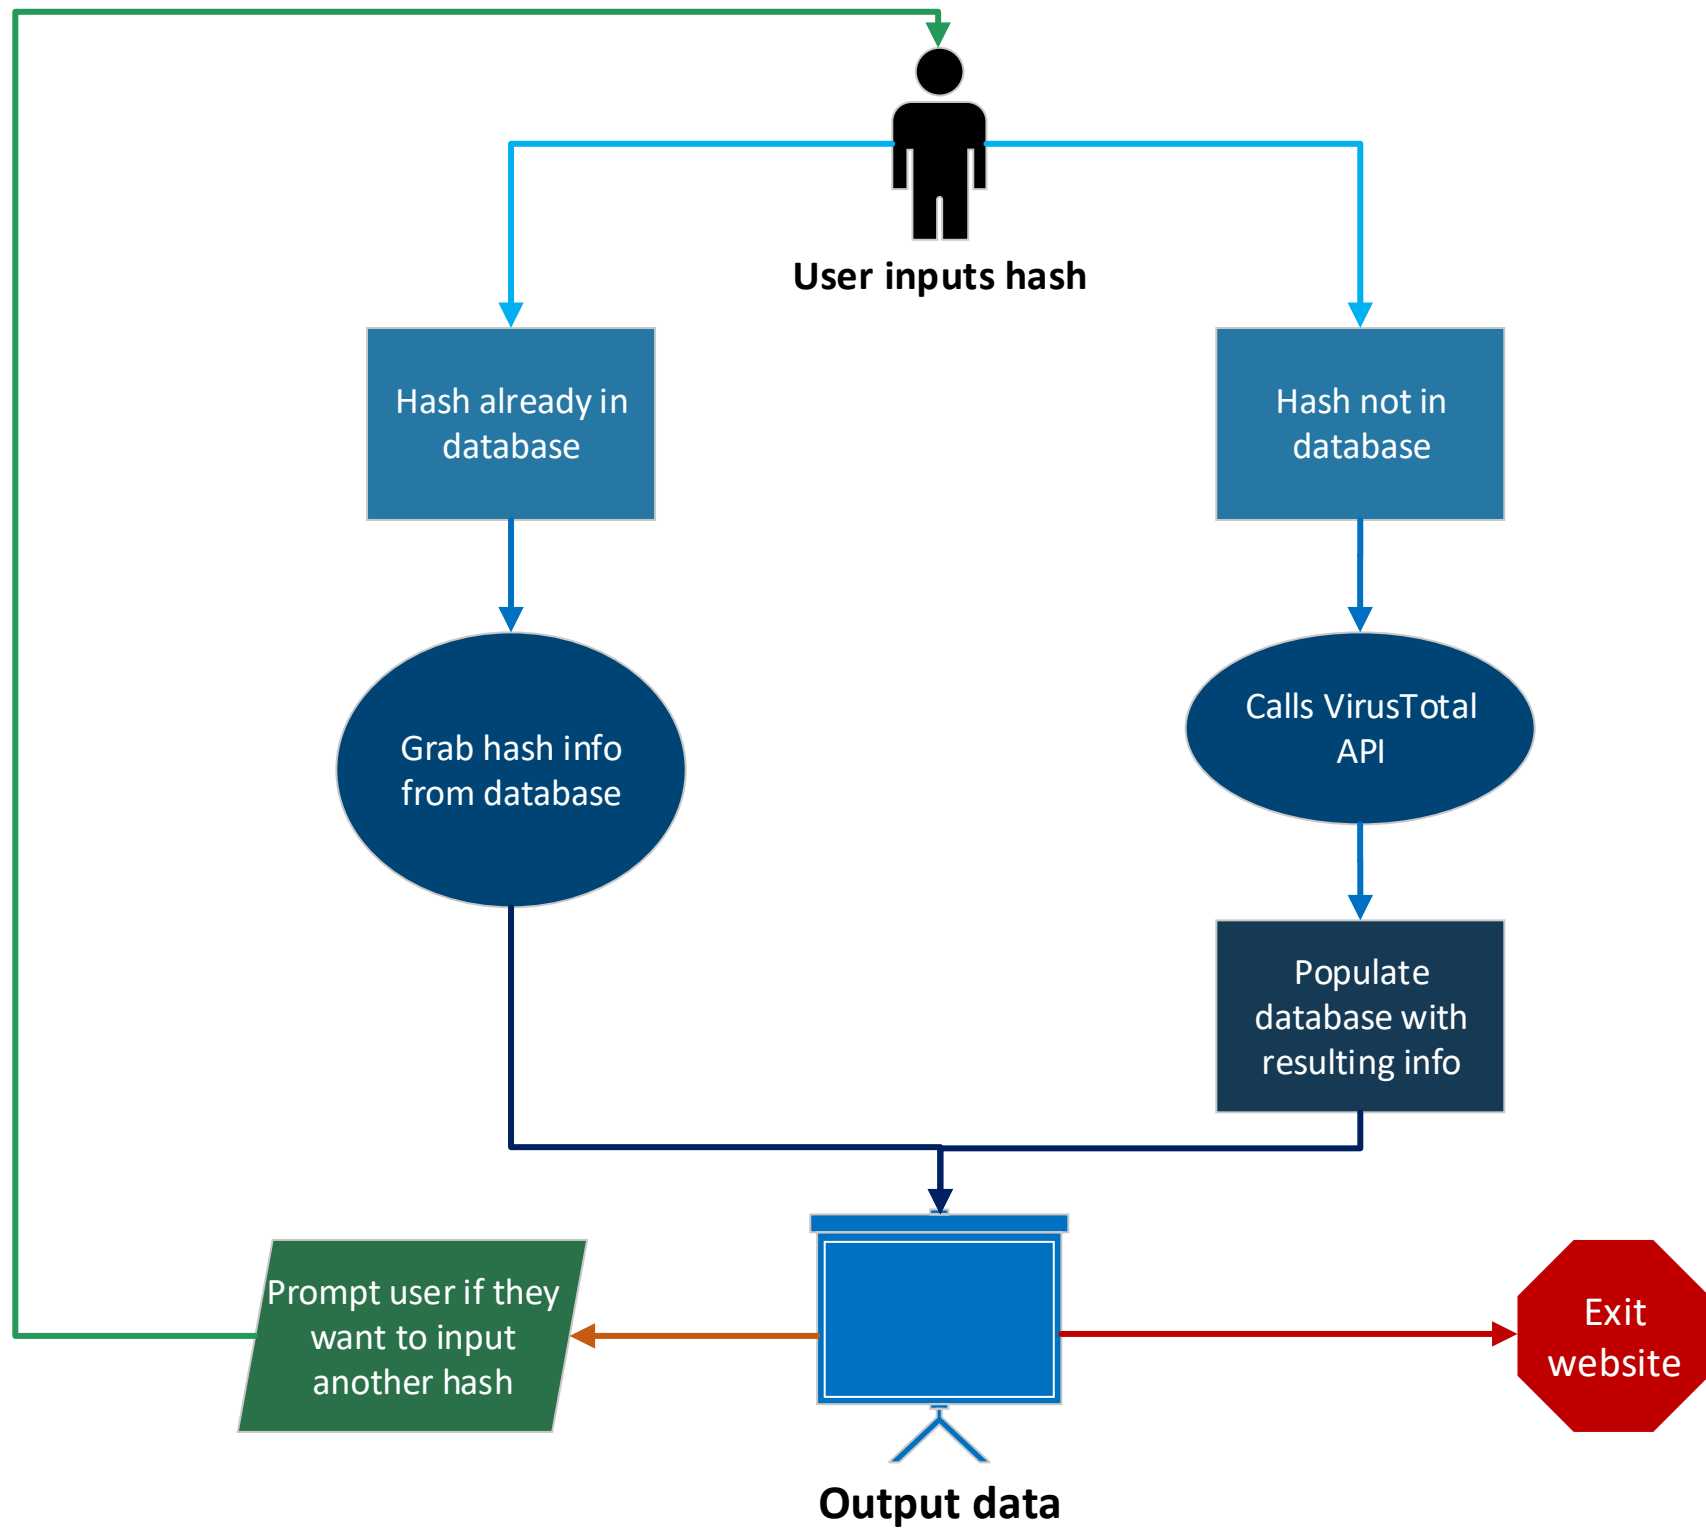 User inputs hash
Hash already in
database
Hash not in
database
Grab hash info
from database
Calls VirusTotal
API
Populate
database with
resulting info
Prompt user if they
want to input
another hash
Exit
website
Output data